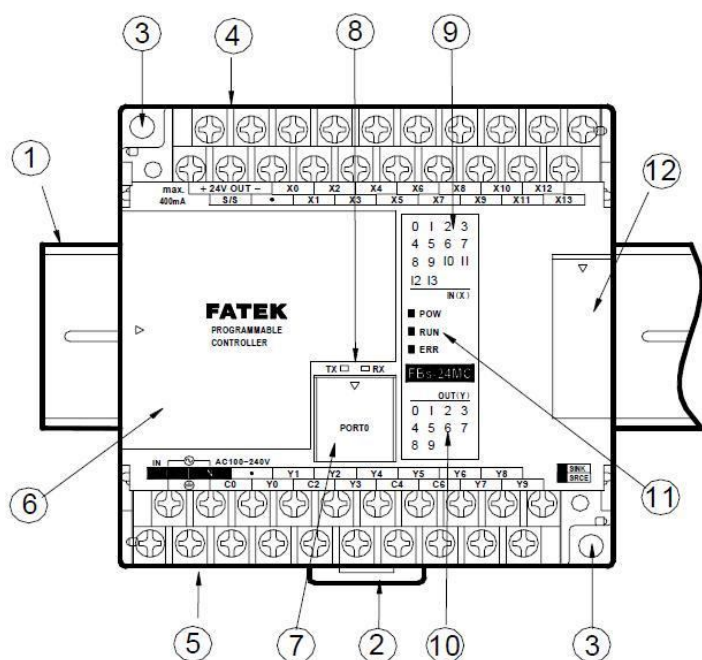 3 4 8 9
1 12
max. + 24V OUT − X0 X2 X4 X6 X8 X10 X12
400mA S/S • X1 X3 X5 X7 X9 X11 X13
0 1 2 3
4 5 6 7
8 9 10 11
12 13
IN(X)
POW
RUN
ERR
FATEK
PROGRAMMABLE
CONTROLLER
TX RX
FBs-24MC
PORT0
OUT(Y)
0 1 2 3
4 5 6 7
8 9
IN AC100-240V • Y1 Y2 Y4 Y5 Y6 Y8
C0 Y0 C2 Y3 C4 C6 Y7 Y9
SINK
SRCE
6 11
5 7 2 10 3